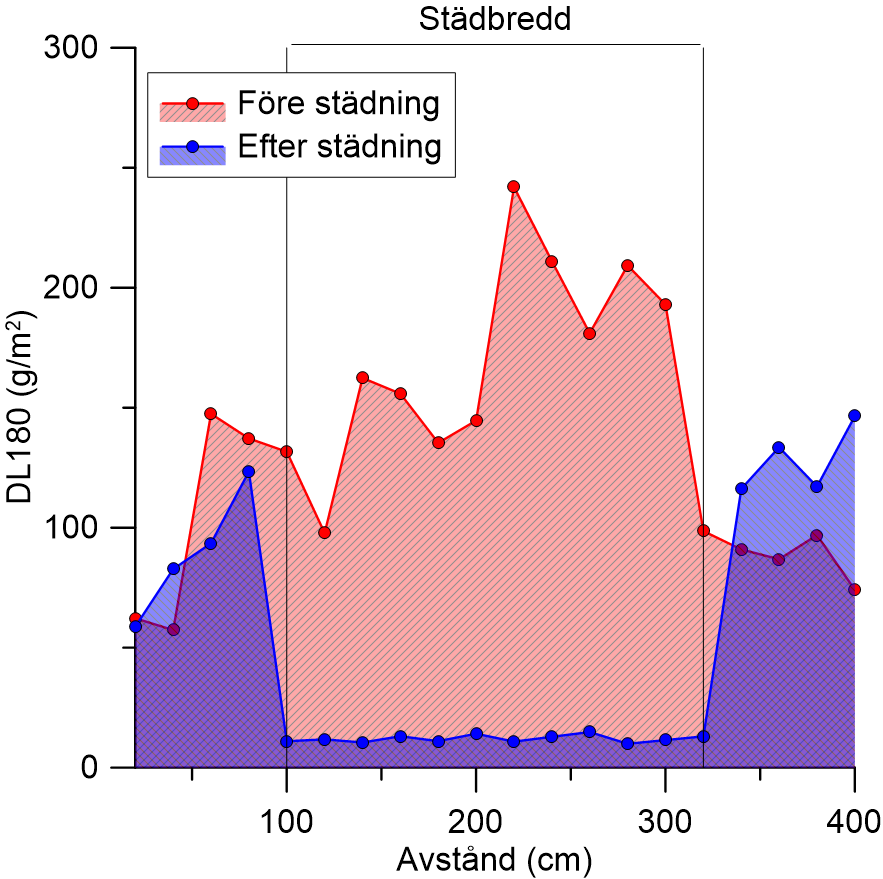 Städbredd
300
Före städning
Efter städning
200
DL180 (g/m²)
100
0
100 200 300 400
Avstånd (cm)